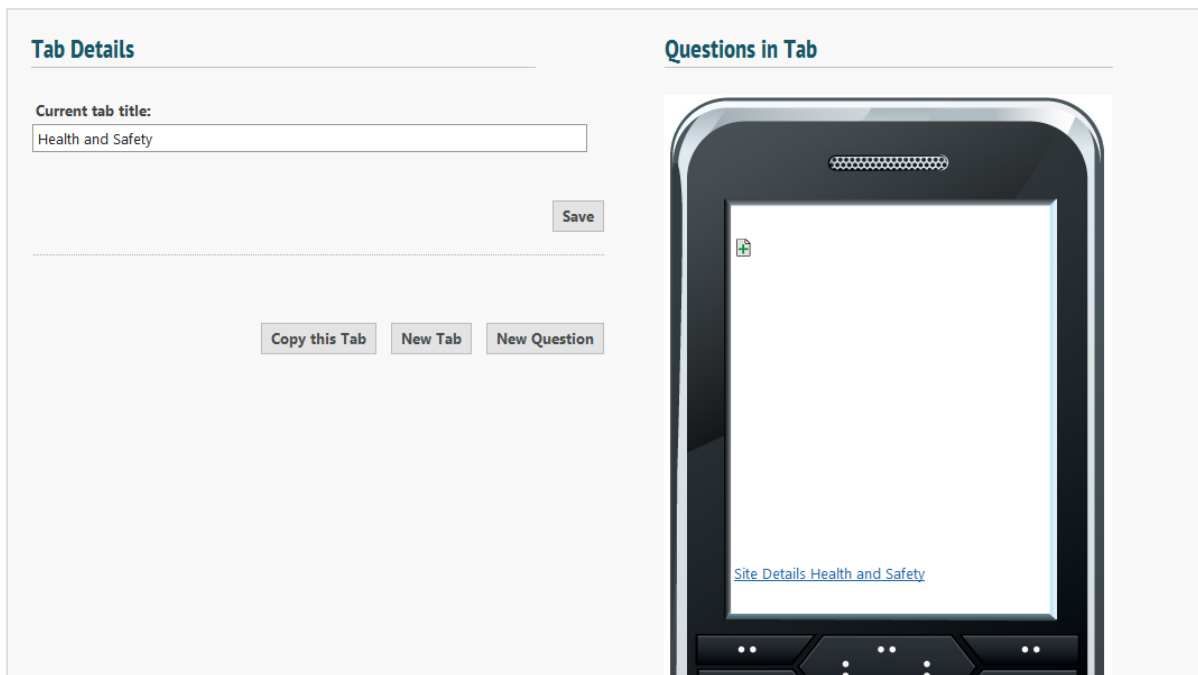 Tab Details
Current tab title:
Health and Safety
Save
Copy this Tab New Tab New Question
Questions in Tab
Site Details Health and Safety